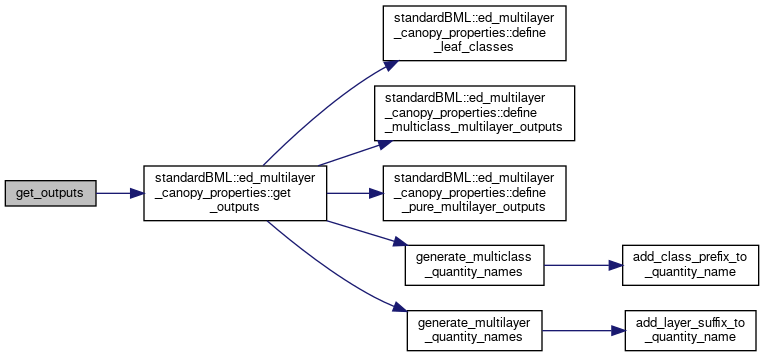 get_outputs
standardBML::ed_multilayer
_canopy_properties::get
_outputs
standardBML::ed_multilayer
_canopy_properties::define
_leaf_classes
standardBML::ed_multilayer
_canopy_properties::define
_multiclass_multilayer_outputs
standardBML::ed_multilayer
_canopy_properties::define
_pure_multilayer_outputs
generate_multiclass
_quantity_names
add_class_prefix_to
_quantity_name
generate_multilayer
_quantity_names
add_layer_suffix_to
_quantity_name